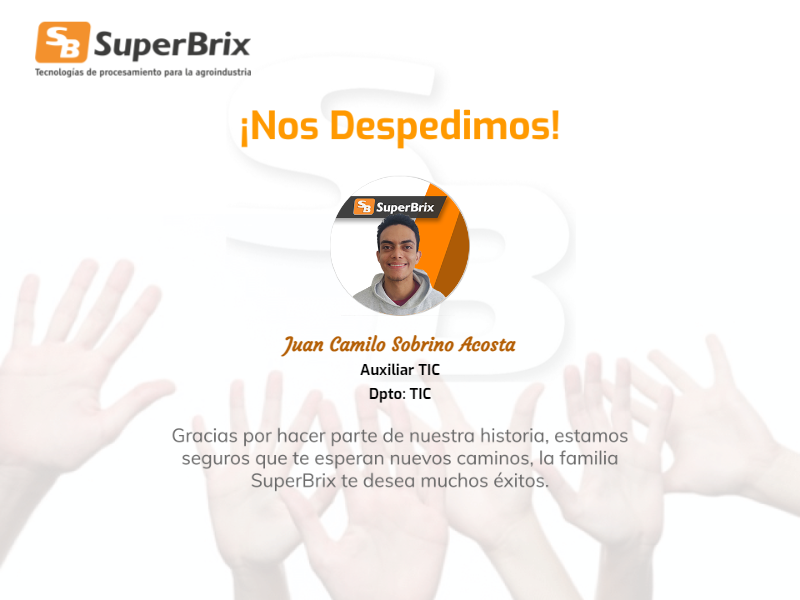 SB SuperBrix
Tecnologías de procesamiento para la agroindustria
¡Nos Despedimos!
SB
SB SuperBrix
Juan Camilo Sobrino Acosta
Auxiliar TIC
Dpto: TIC
Gracias por hacer parte de nuestra historia, estamos
seguros que te esperan nuevos caminos, la familia
SuperBrix te desea muchos éxitos.